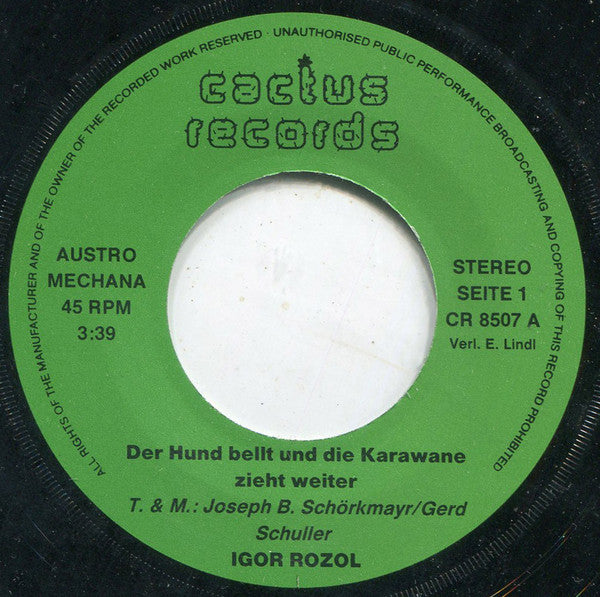 ALL RIGHTS OF THE MANUFACTURER AND OF THE OWNER OF THE RECORDED WORK RESERVED · UNAUTHORISED PUBLIC PERFORMANCE BROADCASTING AND COPYING OF THIS RECORD PROHIBITED
cactus
records
AUSTRO
MECHANA
45 RPM
3:39
STEREO
SEITE 1
CR 8507 A
Verl. E. Lindl
Der Hund bellt und die Karawane
zieht weiter
T. & M.: Joseph B. Schörkmayr/Gerd
Schuller
IGOR ROZOL